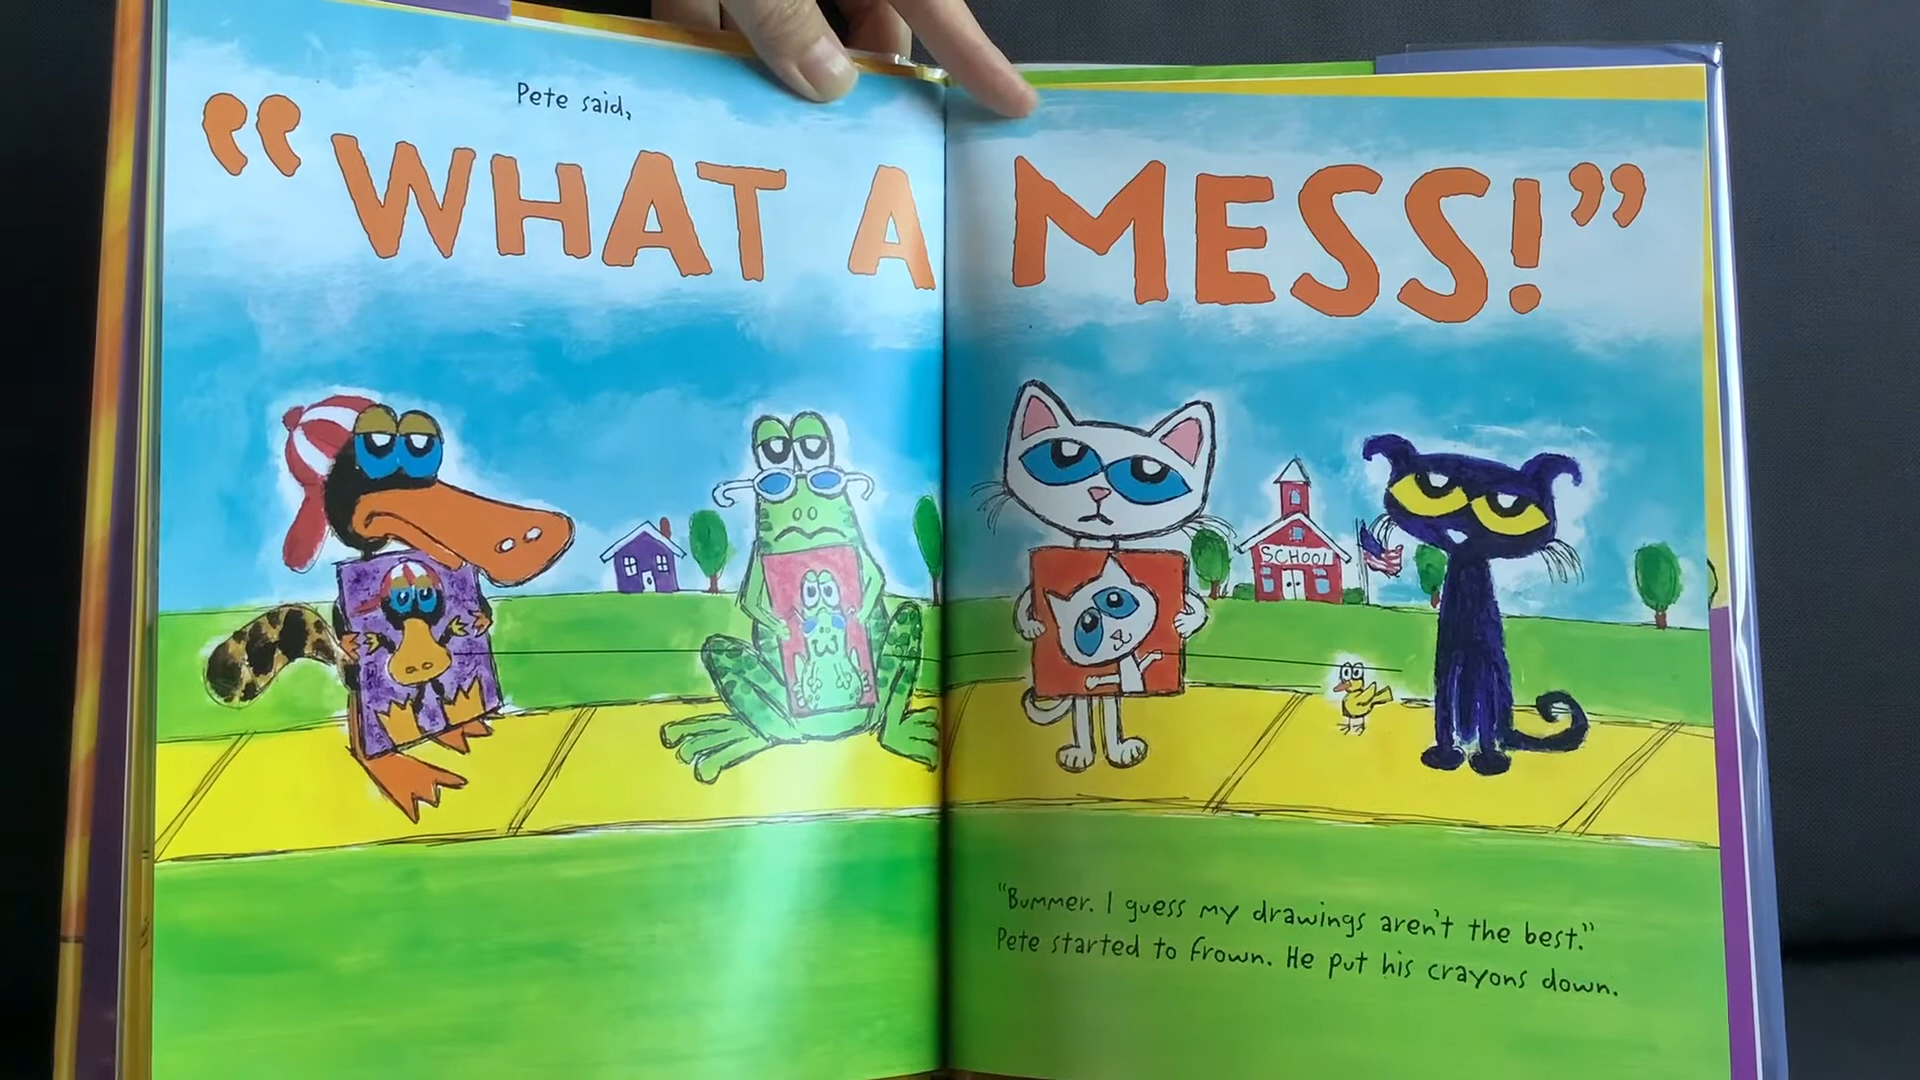 Pete said,
“WHAT A MESS!”
SCHOOL
“Bummer. I guess my drawings aren't the best.”
Pete started to frown. He put his crayons down.